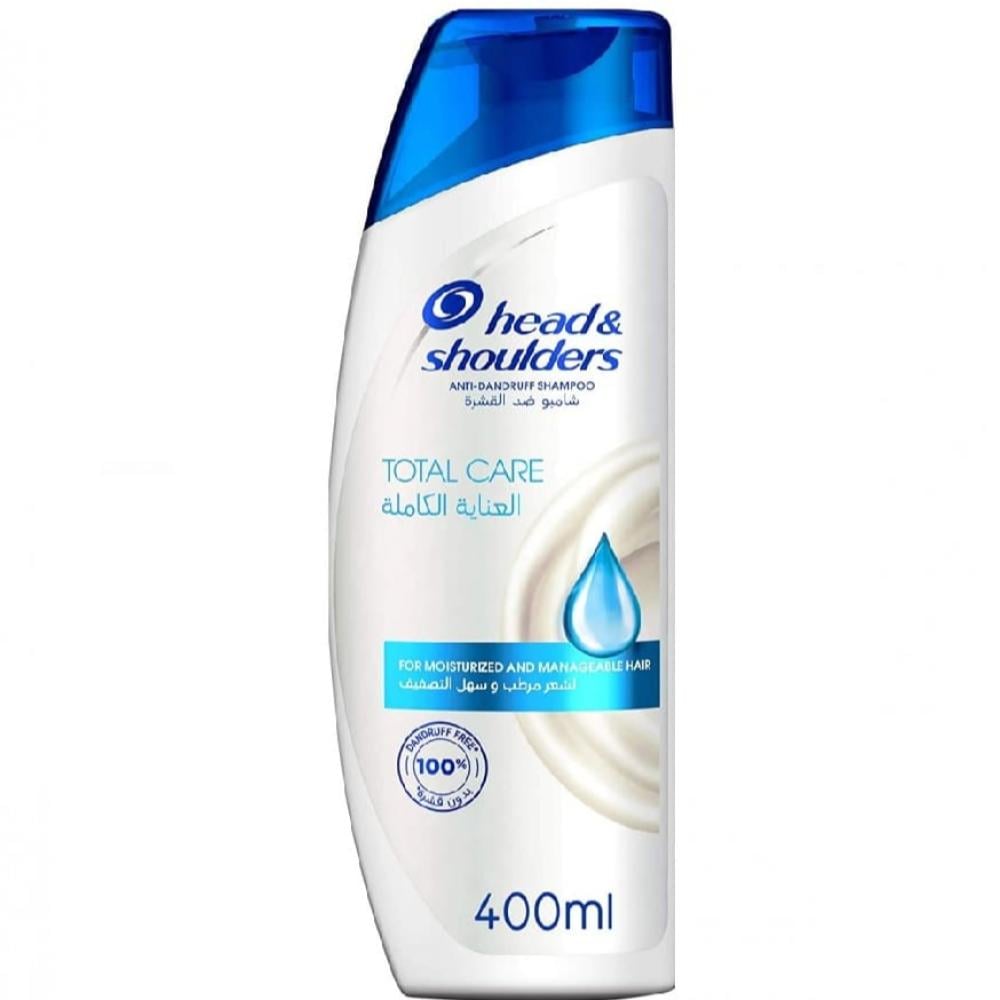 head &
shoulders
ANTI-DANDRUFF SHAMPOO
شامبو ضد القشرة
TOTAL CARE
العناية الكاملة
FOR MOISTURIZED AND MANAGEABLE HAIR
لشعر مرطب و سهل التصفيف
DANDRUFF FREE*
100%
بدون قشرة*
400ml